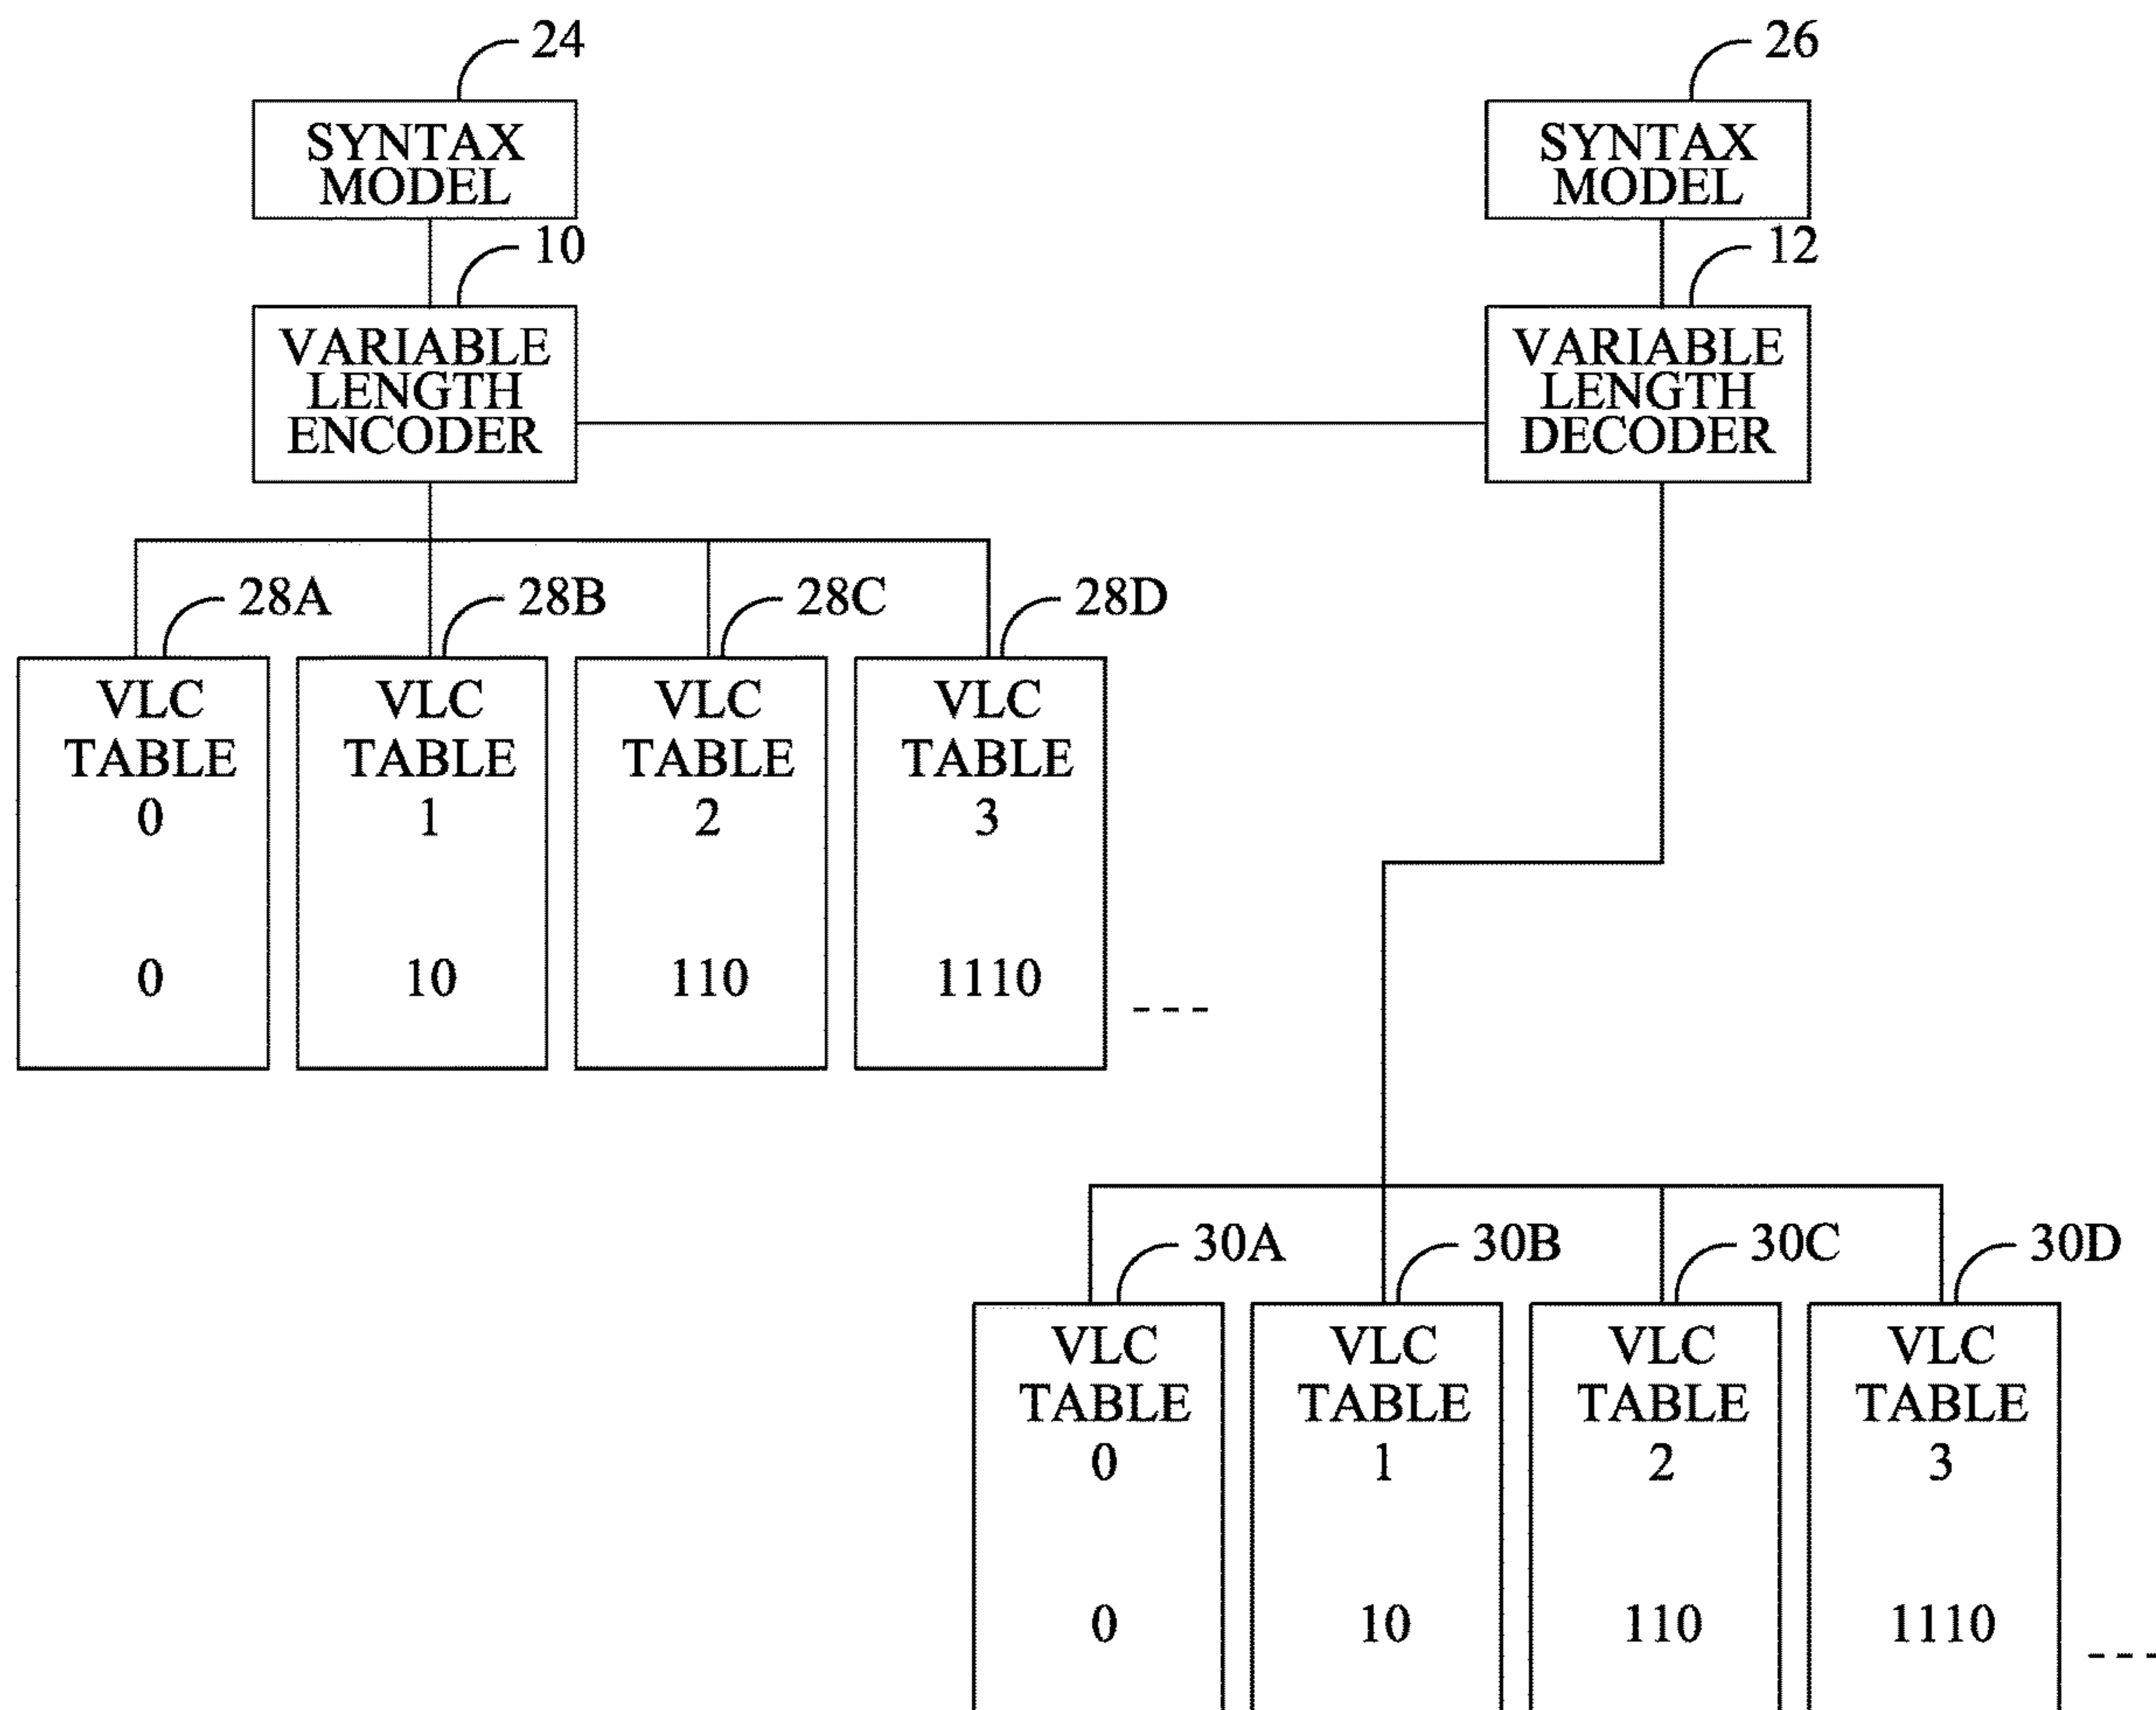 24
26
SYNTAX
MODEL
SYNTAX
MODEL
10
12
VARIABLE
LENGTH
ENCODER
VARIABLE
LENGTH
DECODER
28A
28B
28C
28D
VLC
TABLE
0
0
VLC
TABLE
1
10
VLC
TABLE
2
110
VLC
TABLE
3
1110
---
30A
30B
30C
30D
VLC
TABLE
0
0
VLC
TABLE
1
10
VLC
TABLE
2
110
VLC
TABLE
3
1110
---